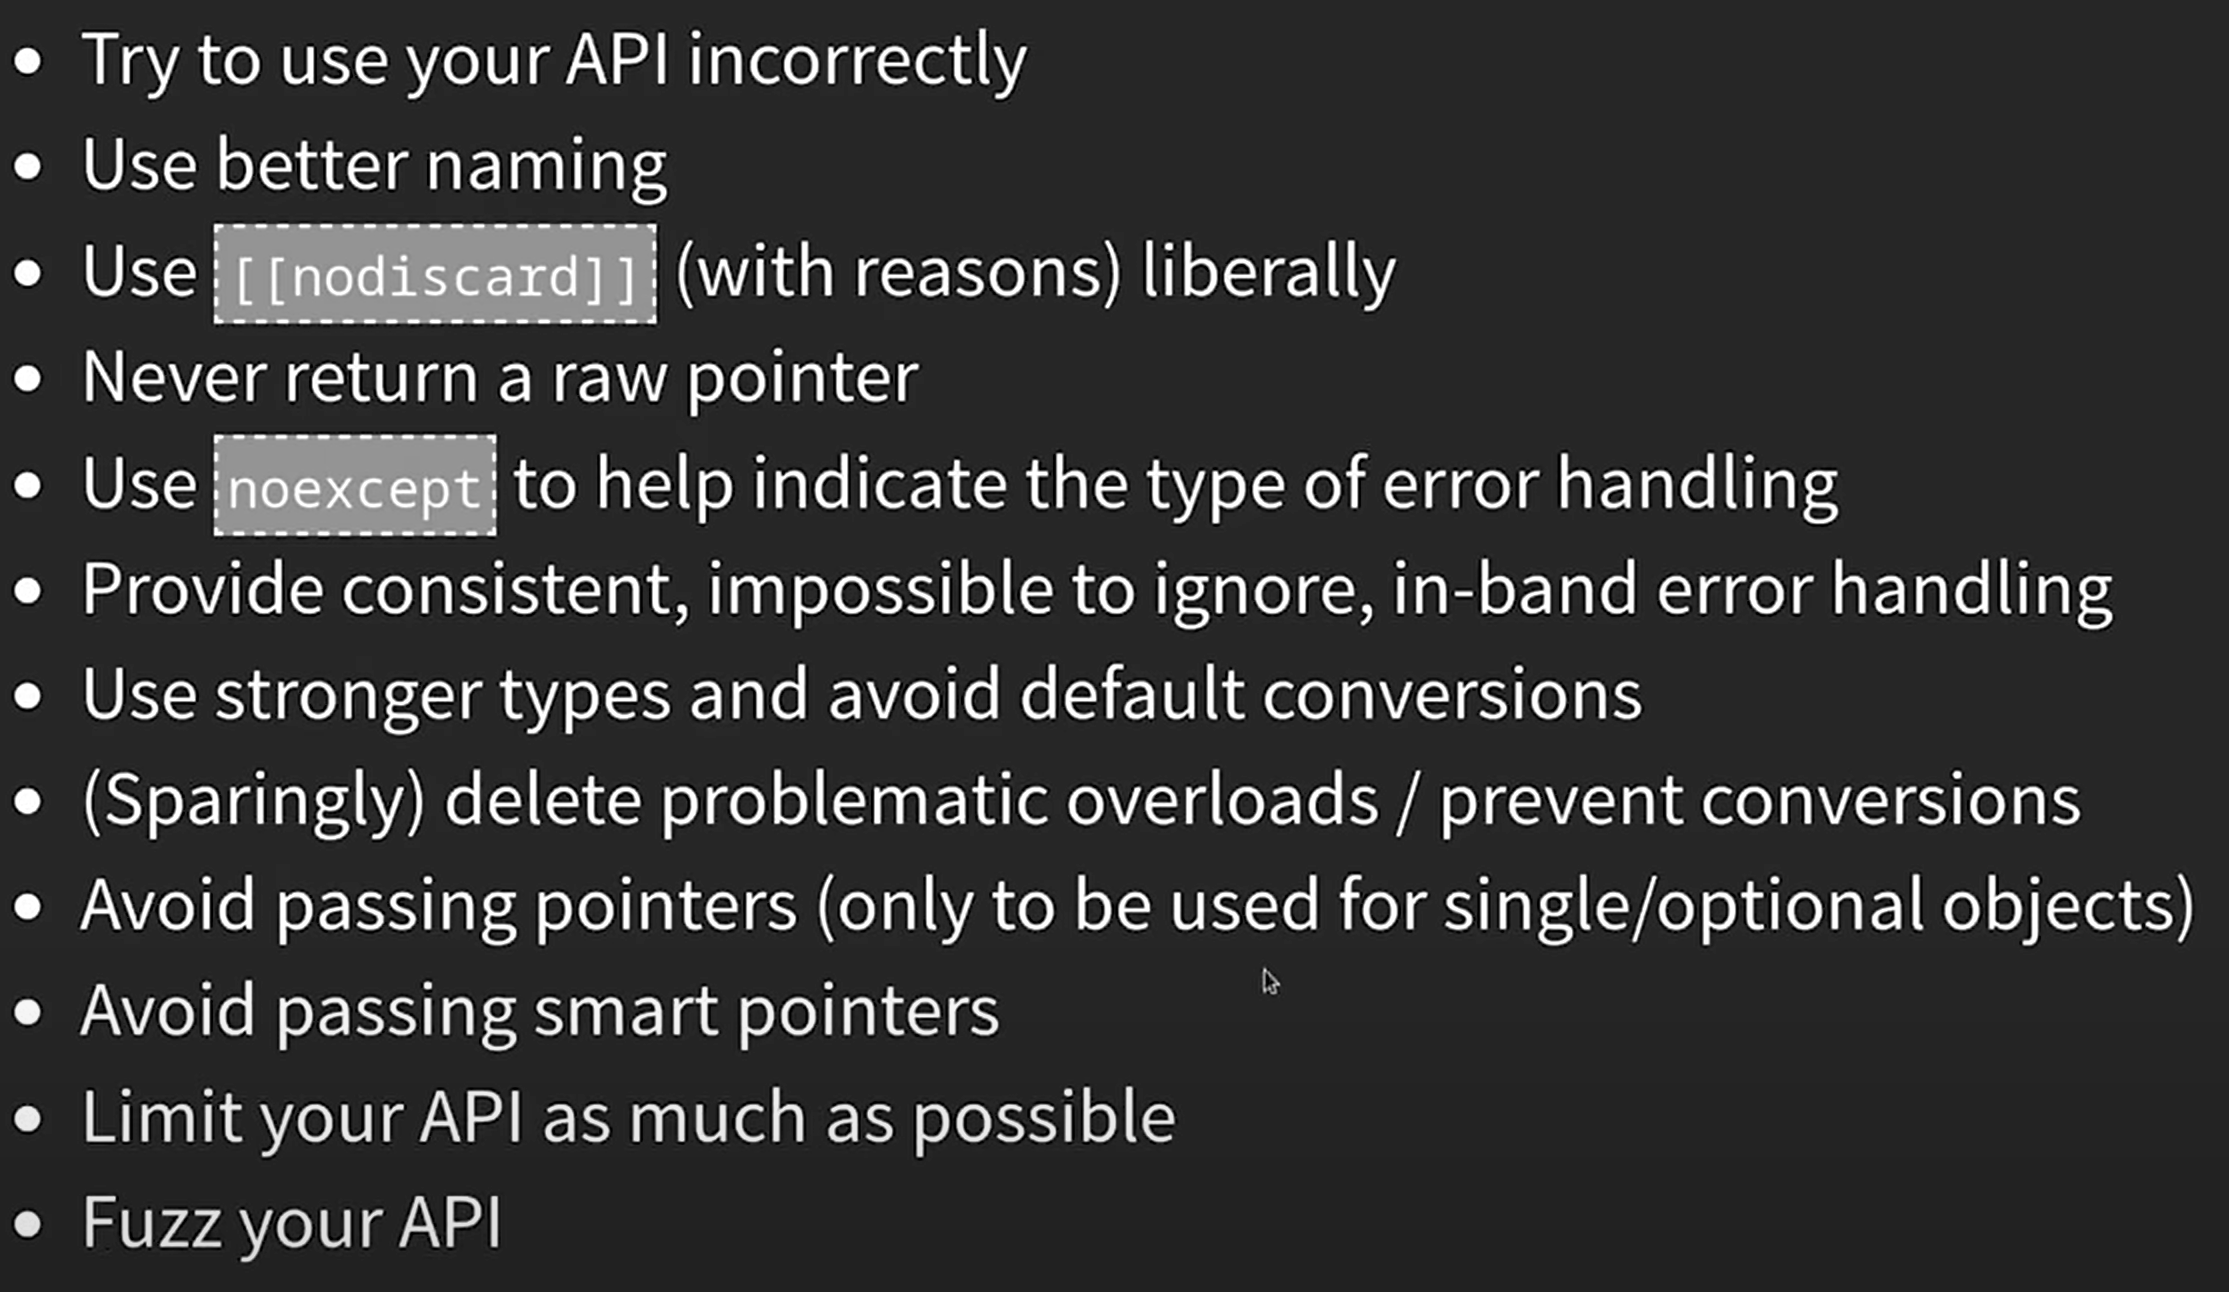 • Try to use your API incorrectly
• Use better naming
• Use [[nodiscard]] (with reasons) liberally
• Never return a raw pointer
• Use noexcept to help indicate the type of error handling
• Provide consistent, impossible to ignore, in-band error handling
• Use stronger types and avoid default conversions
• (Sparingly) delete problematic overloads / prevent conversions
• Avoid passing pointers (only to be used for single/optional objects)
• Avoid passing smart pointers
• Limit your API as much as possible
• Fuzz your API